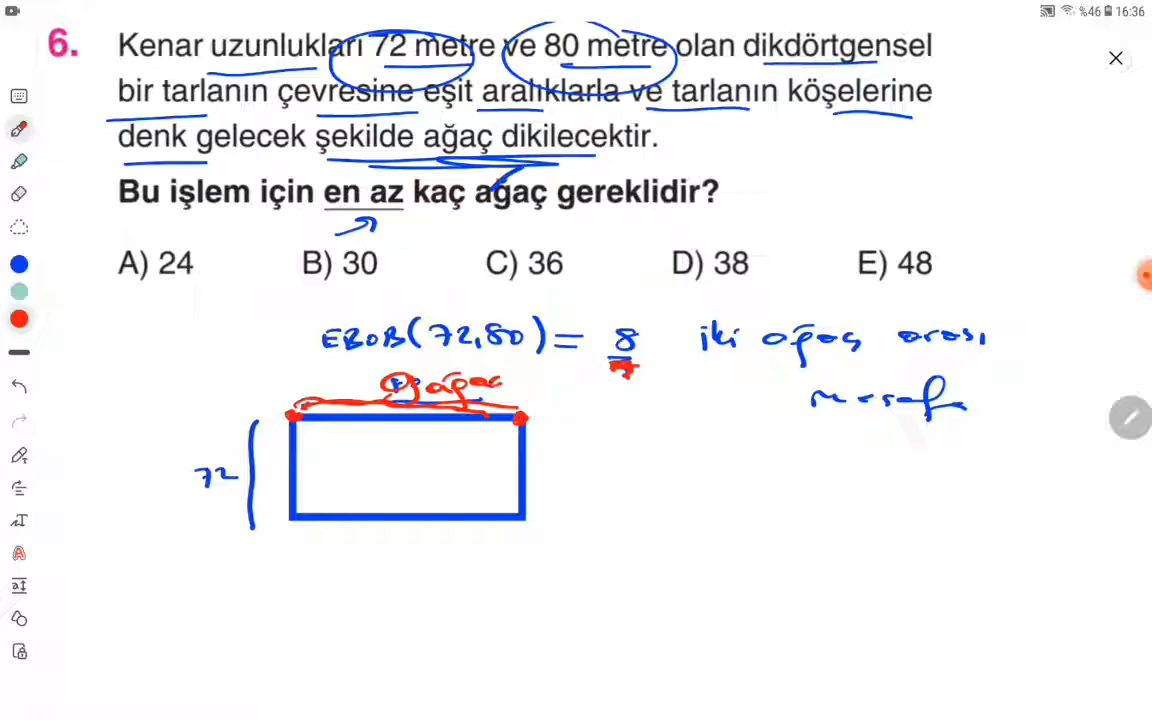 %46 16:36
6. Kenar uzunlukları 72 metre ve 80 metre olan dikdörtgensel
bir tarlanın çevresine eşit aralıklarla ve tarlanın köşelerine
denk gelecek şekilde ağaç dikilecektir.
Bu işlem için en az kaç ağaç gereklidir?
A) 24 B) 30 C) 36 D) 38 E) 48
EBOB(72,80) = 8 iki ağaç arası
ağaç
72